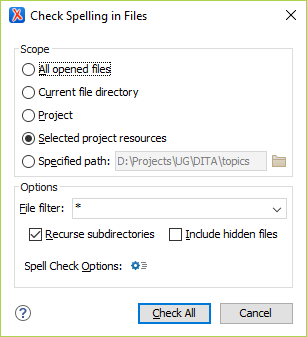 Check Spelling in Files
Scope
All opened files
Current file directory
Project
Selected project resources
Specified path: D:\Projects\UG\DITA\topics
Options
File filter: *
Recurse subdirectories Include hidden files
Spell Check Options:
? Check All Cancel